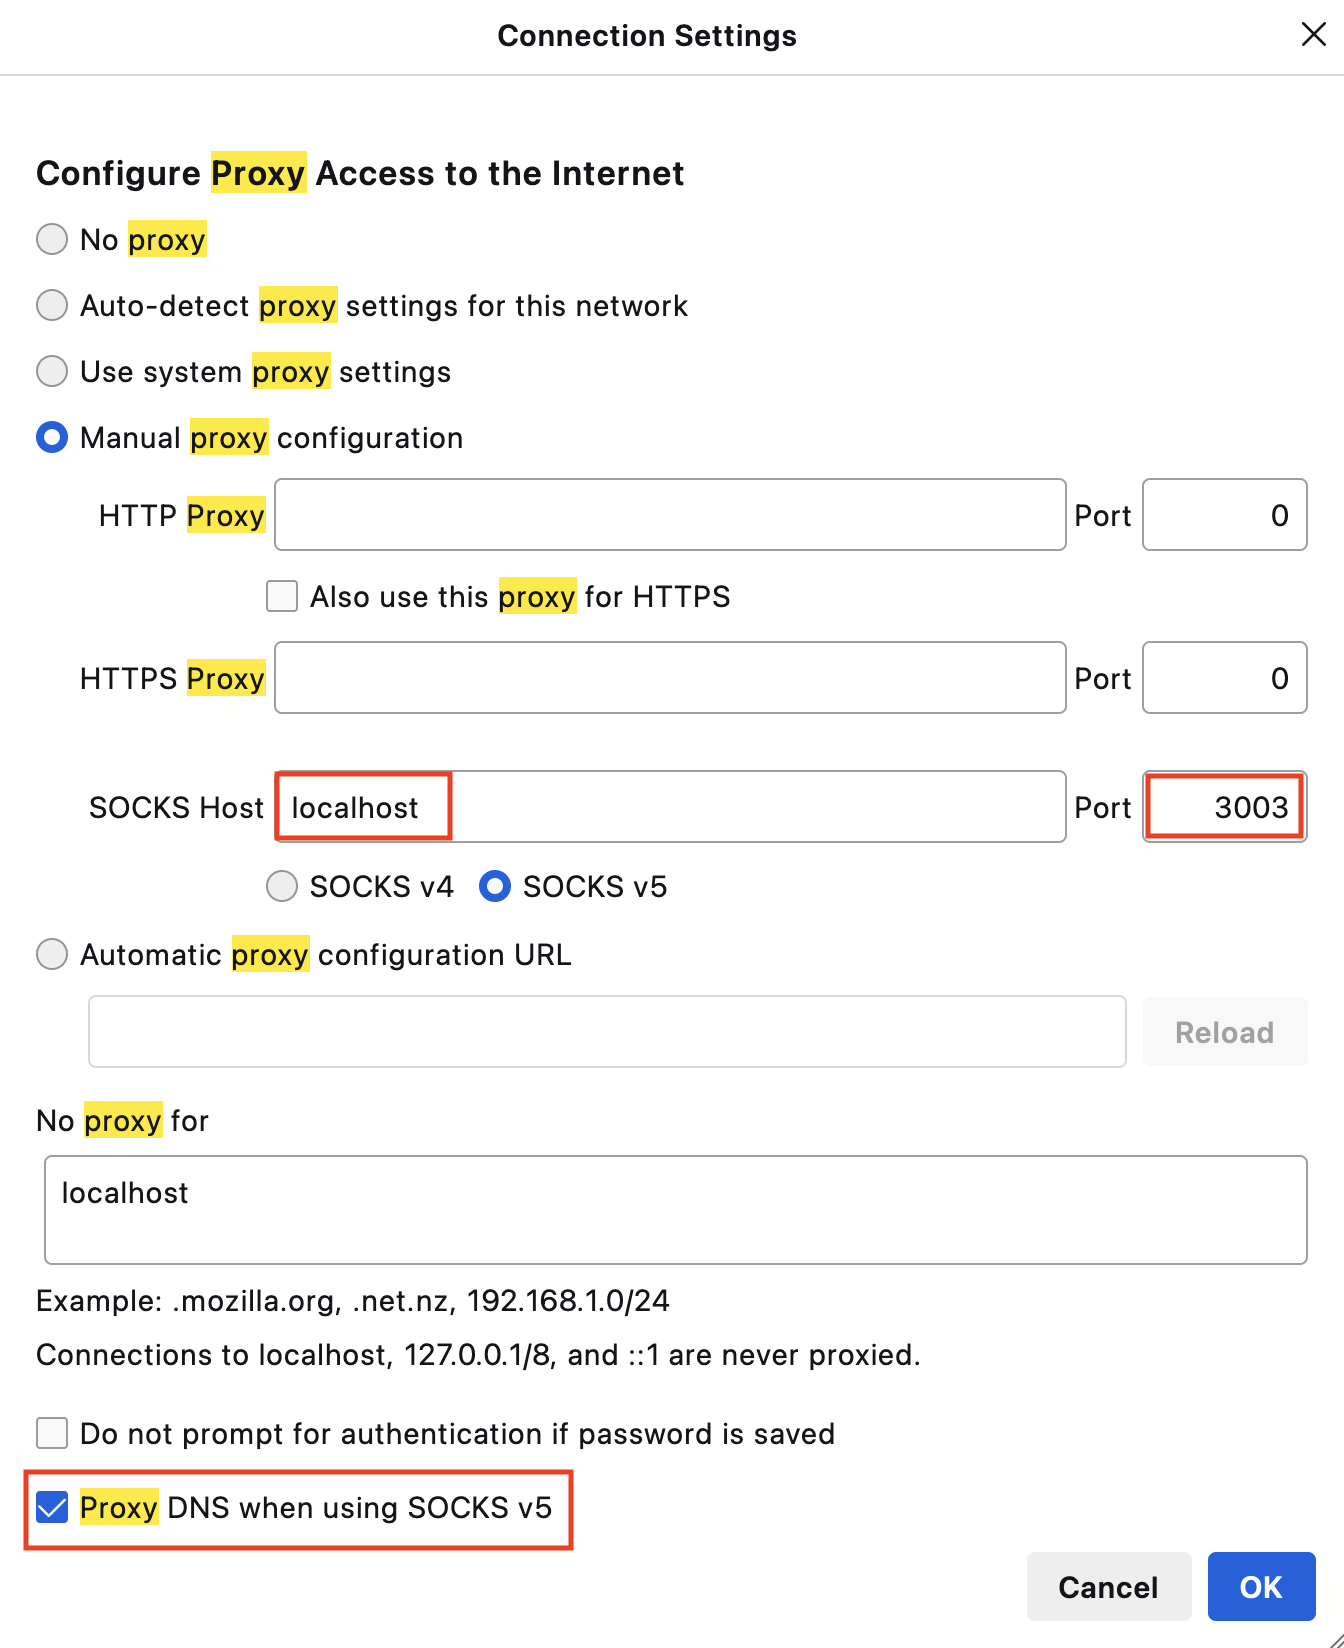 Connection Settings
Configure Proxy Access to the Internet
No proxy
Auto-detect proxy settings for this network
Use system proxy settings
Manual proxy configuration
HTTP Proxy Port 0
Also use this proxy for HTTPS
HTTPS Proxy Port 0
SOCKS Host localhost Port 3003
SOCKS v4 SOCKS v5
Automatic proxy configuration URL
Reload
No proxy for
localhost
Example: .mozilla.org, .net.nz, 192.168.1.0/24
Connections to localhost, 127.0.0.1/8, and ::1 are never proxied.
Do not prompt for authentication if password is saved
Proxy DNS when using SOCKS v5
Cancel OK